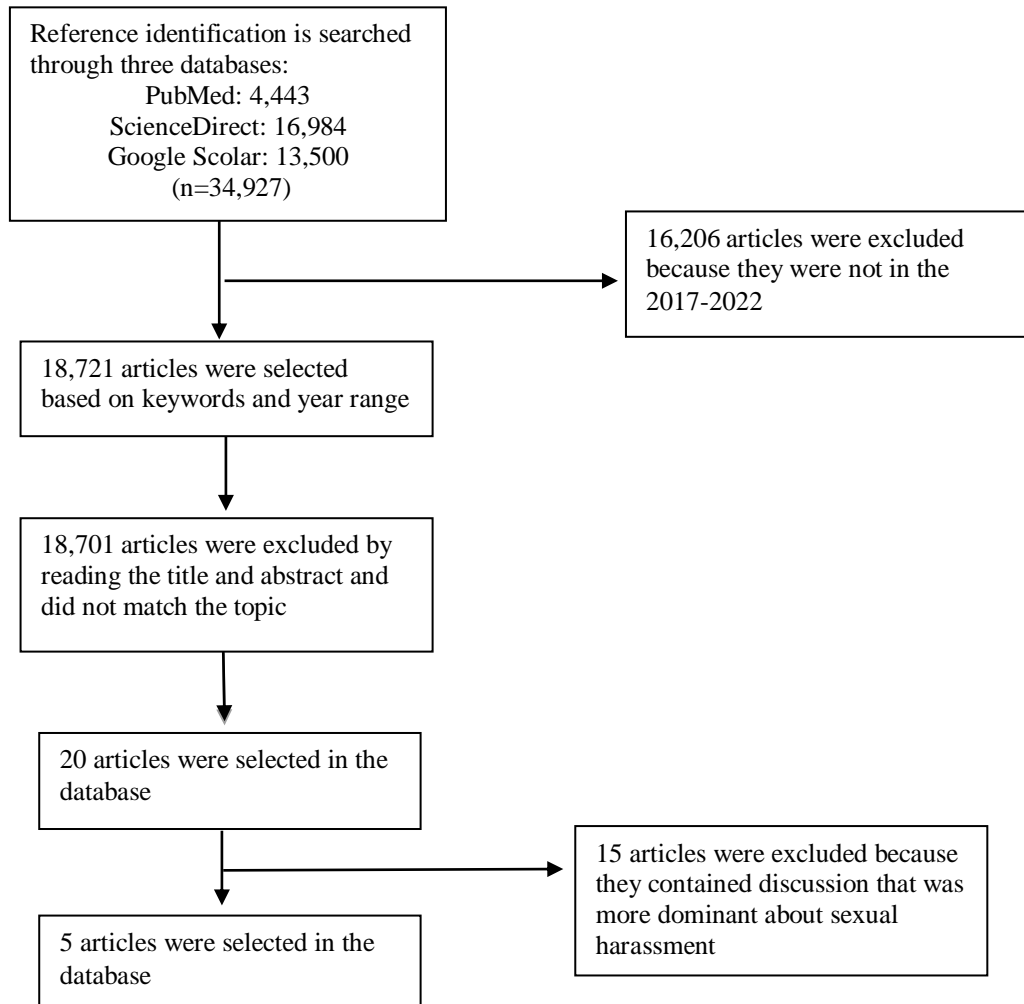 Reference identification is searched
through three databases:
PubMed: 4,443
ScienceDirect: 16,984
Google Scolar: 13,500
(n=34,927)
16,206 articles were excluded
because they were not in the
2017-2022
18,721 articles were selected
based on keywords and year range
18,701 articles were excluded by
reading the title and abstract and
did not match the topic
20 articles were selected in the
database
15 articles were excluded because
they contained discussion that was
more dominant about sexual
harassment
5 articles were selected in the
database